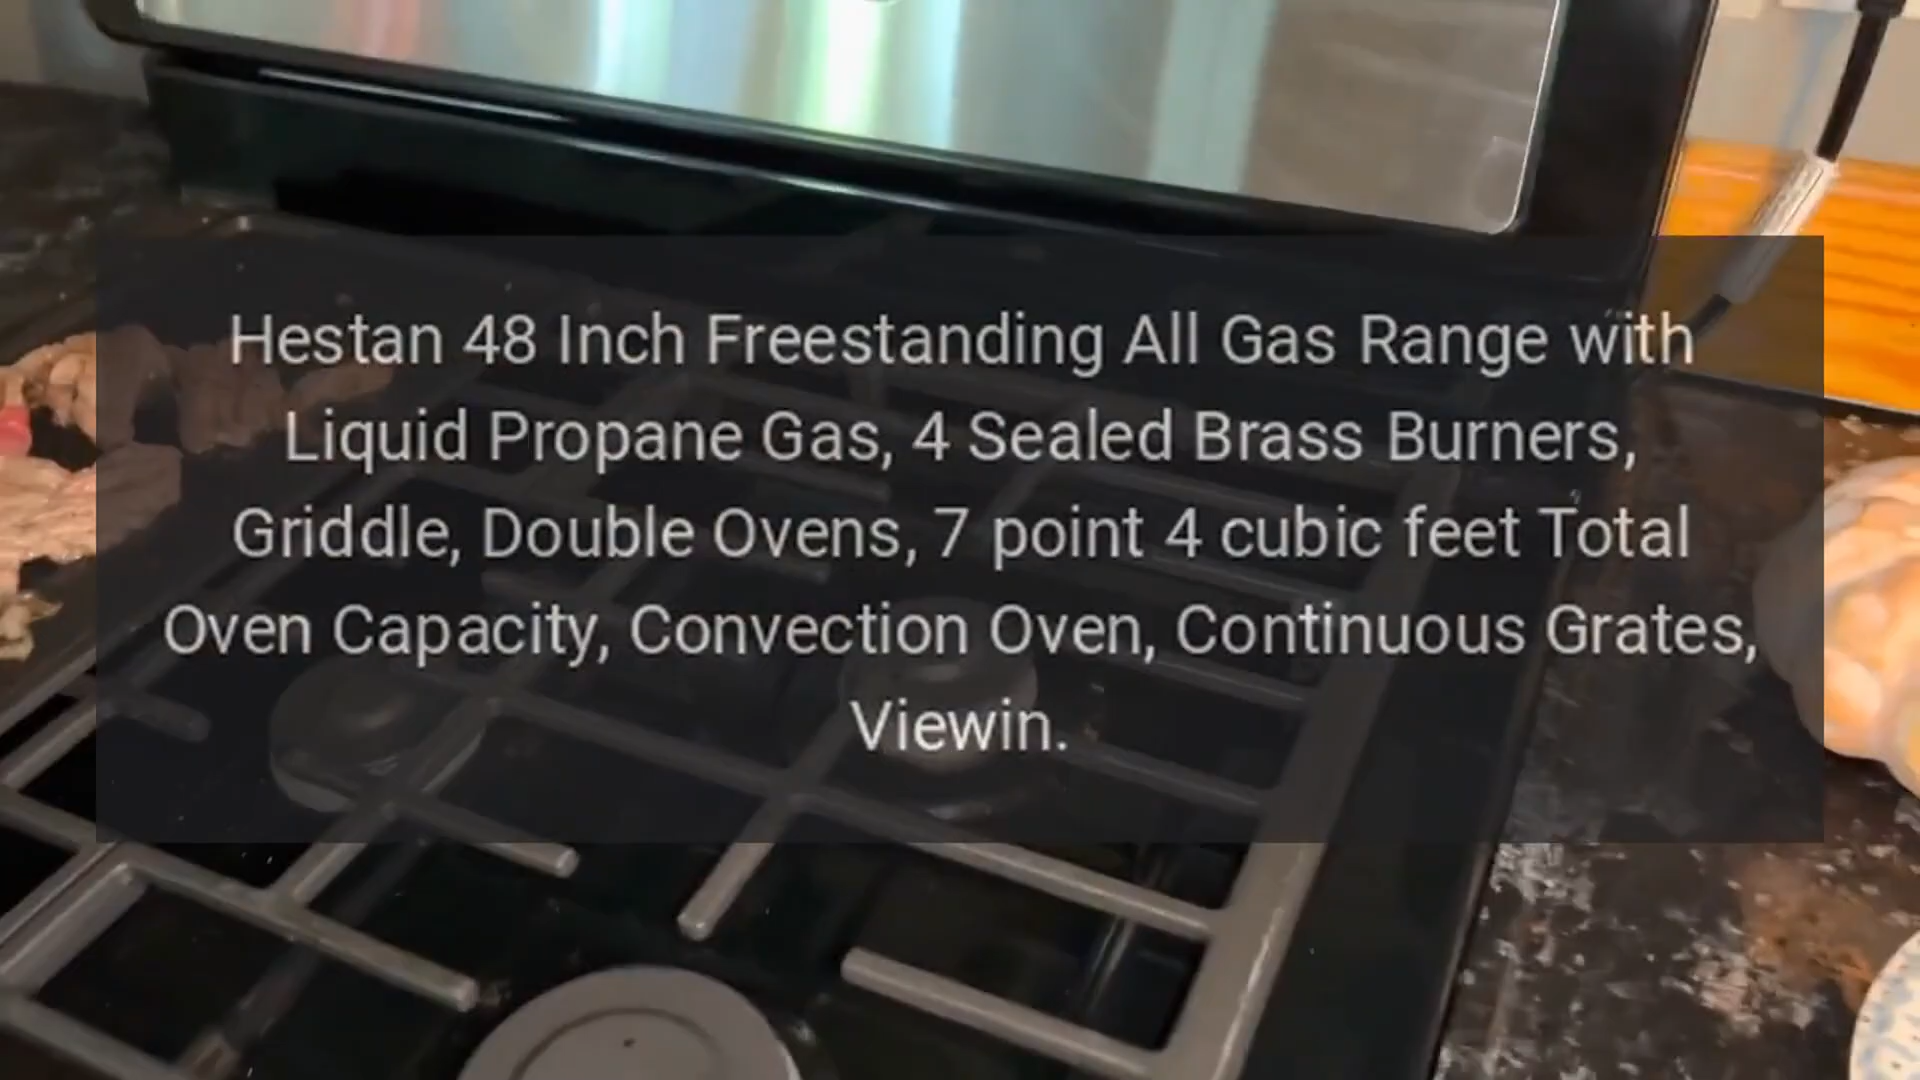 Hestan 48 Inch Freestanding All Gas Range with
Liquid Propane Gas, 4 Sealed Brass Burners,
Griddle, Double Ovens, 7 point 4 cubic feet Total
Oven Capacity, Convection Oven, Continuous Grates,
Viewin.